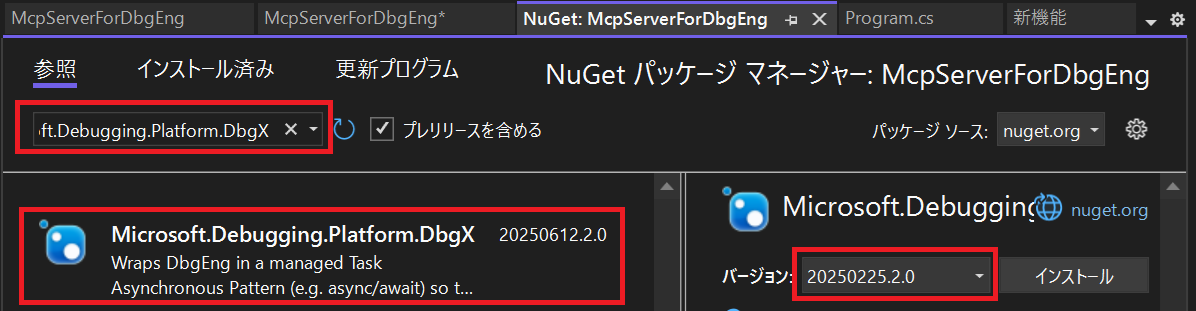 McpServerForDbgEng
McpServerForDbgEng*
NuGet: McpServerForDbgEng
Program.cs
新機能
参照
インストール済み
更新プログラム
NuGet パッケージ マネージャー: McpServerForDbgEng
ft.Debugging.Platform.DbgX
プレリリースを含める
パッケージ ソース: nuget.org
Microsoft.Debugging.Platform.DbgX 20250612.2.0
Wraps DbgEng in a managed Task
Asynchronous Pattern (e.g. async/await) so t...
Microsoft.Debugging
nuget.org
バージョン: 20250225.2.0
インストール